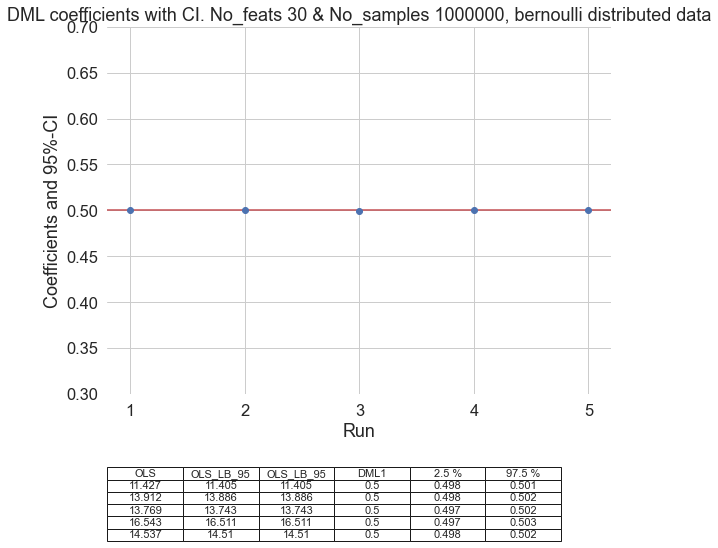 DML coefficients with CI. No_feats 30 & No_samples 1000000, bernoulli distributed data
0.70
0.65
0.60
0.55
0.50
0.45
0.40
0.35
0.30
Coefficients and 95%-CI
1 2 3 4 5
Run
OLS OLS_LB_95 OLS_LB_95 DML1 2.5 % 97.5 %
11.427 11.405 11.405 0.5 0.498 0.501
13.912 13.886 13.886 0.5 0.498 0.502
13.769 13.743 13.743 0.5 0.497 0.502
16.543 16.511 16.511 0.5 0.497 0.503
14.537 14.51 14.51 0.5 0.498 0.502